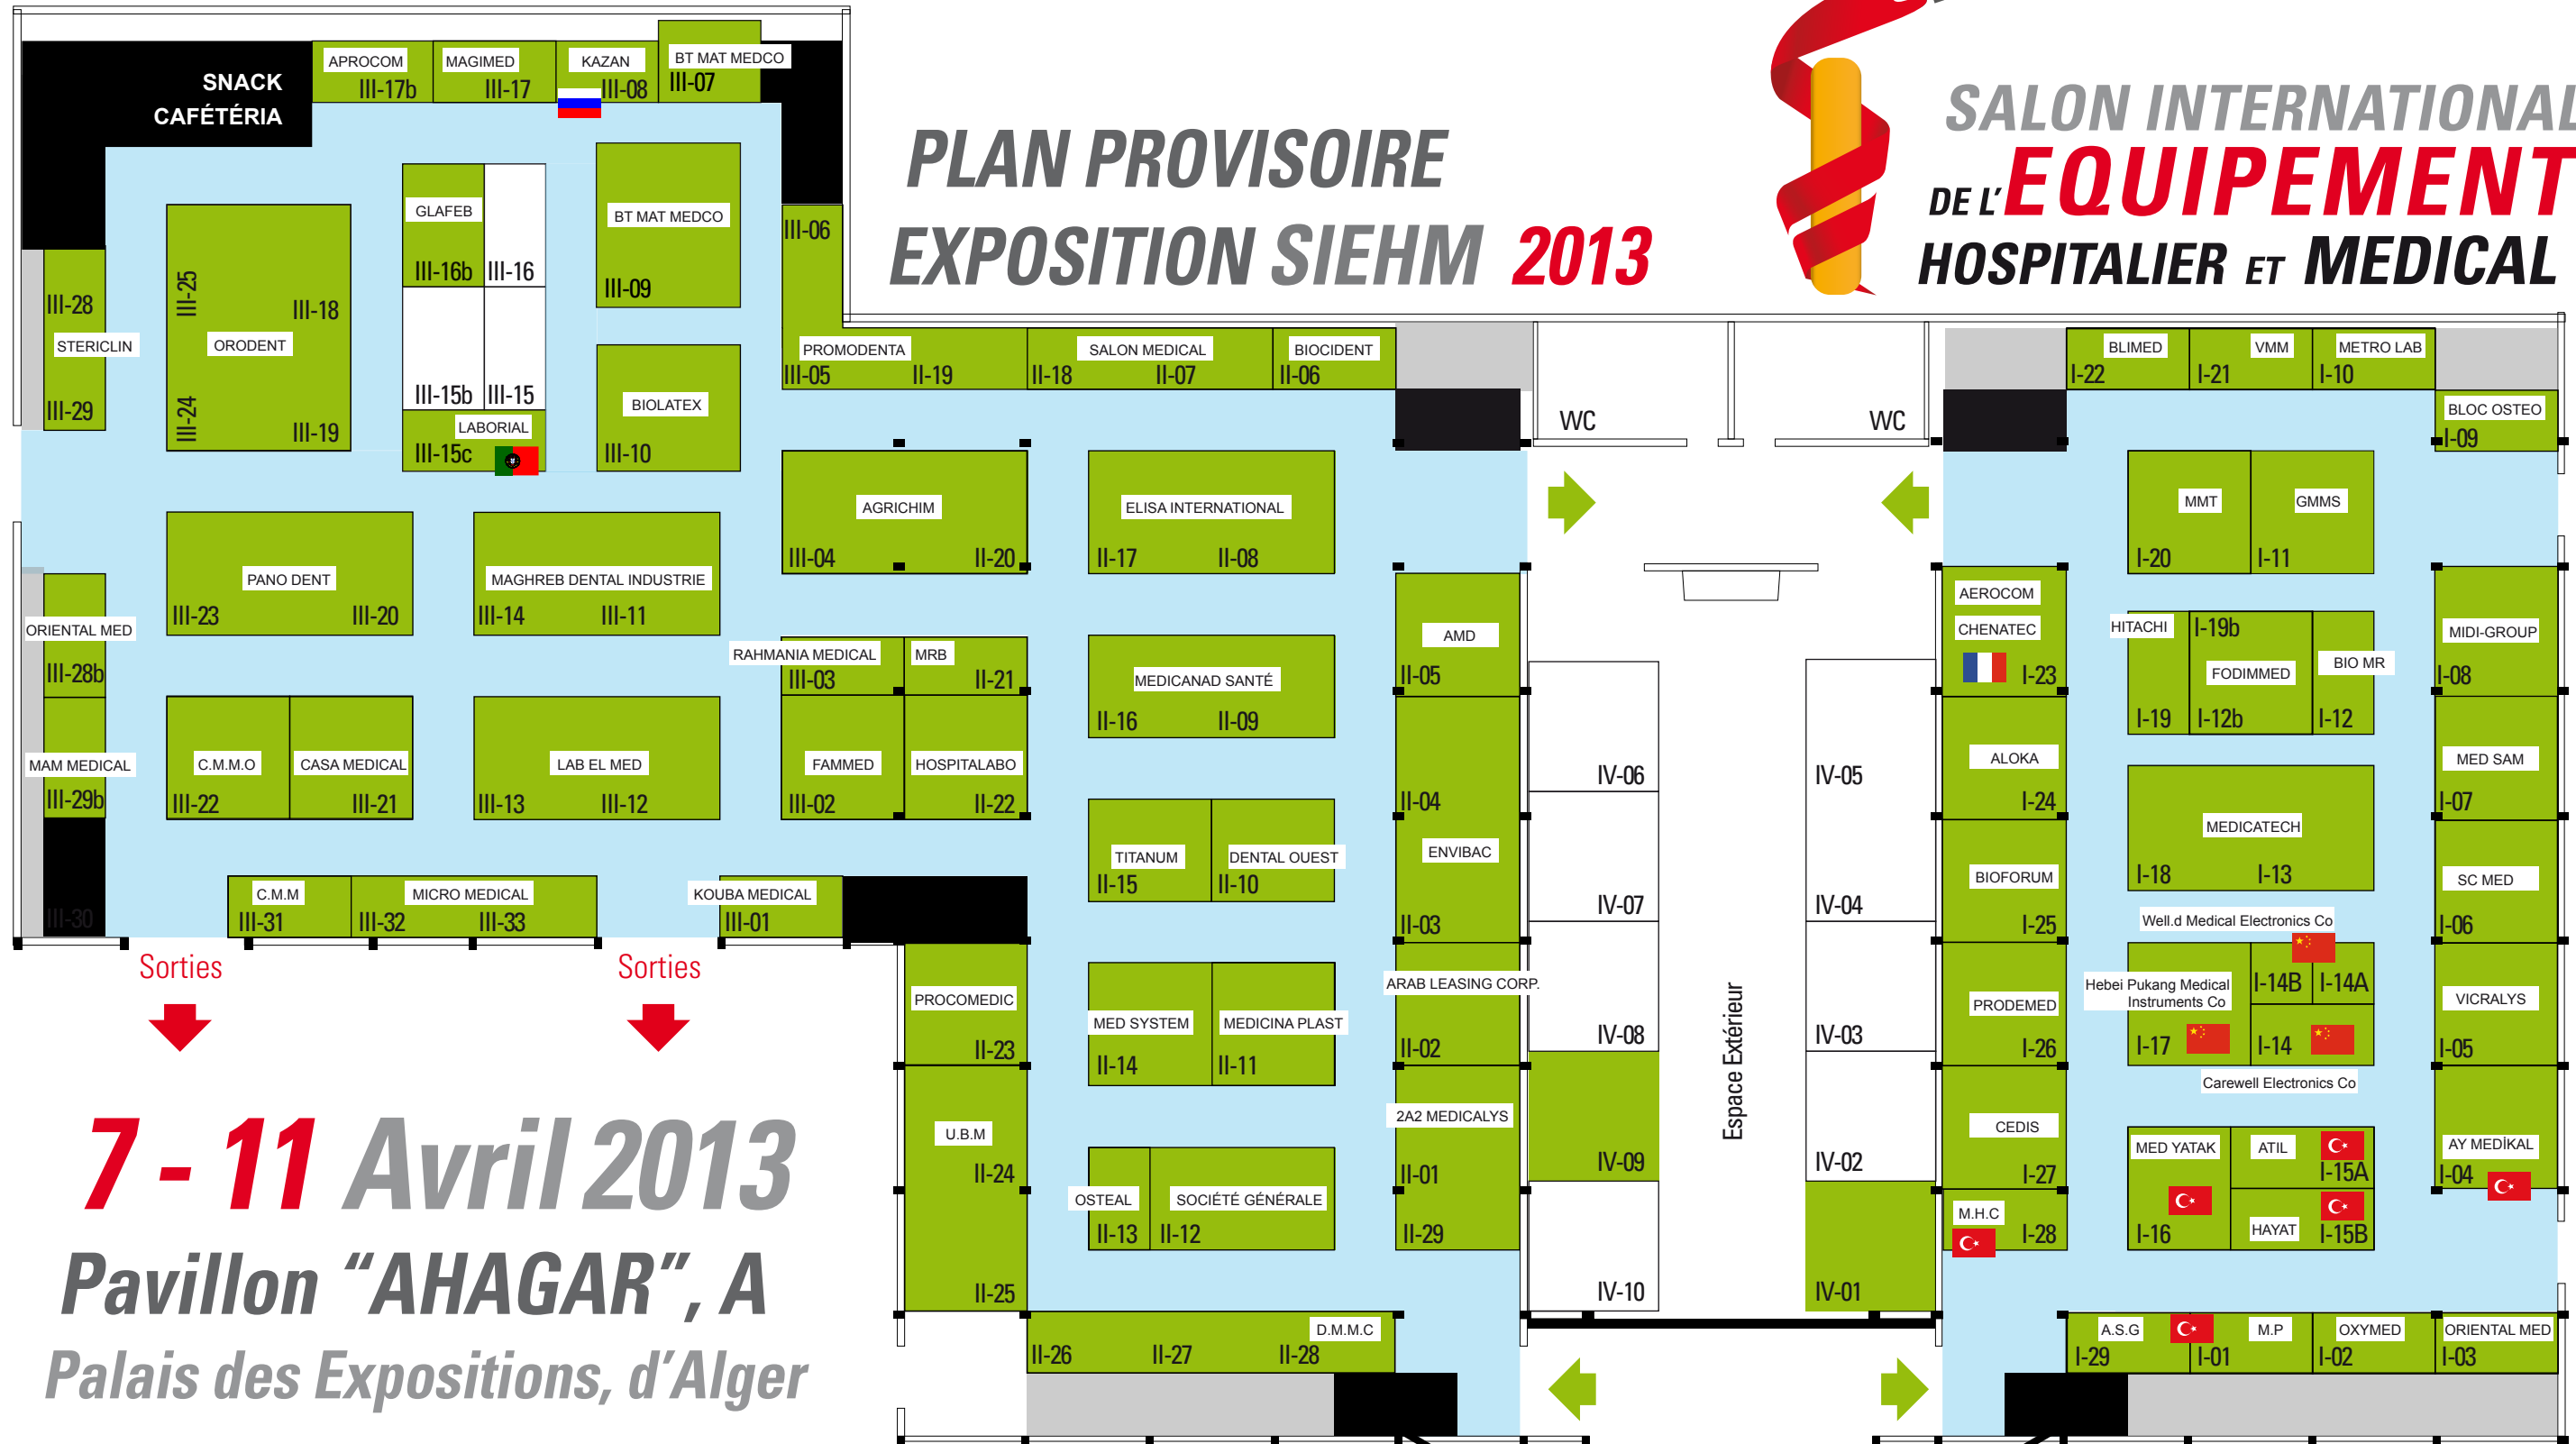 SNACK
CAFÉTÉRIA
APROCOM
III-17b
MAGIMED
III-17
KAZAN
III-08
BT MAT MEDCO
III-07
PLAN PROVISOIRE
EXPOSITION SIEHM 2013
SALON INTERNATIONAL
DE L'EQUIPEMENT
HOSPITALIER ET MEDICAL
III-28
STERICLIN
III-29
III-25
III-18
ORODENT
III-24
III-19
GLAFEB
III-16b
III-16
III-15b
III-15
LABORIAL
III-15c
BT MAT MEDCO
III-09
BIOLATEX
III-10
III-06
PROMODENTA
III-05
II-19
SALON MEDICAL
II-18
II-07
BIOCIDENT
II-06
WC
WC
BLIMED
I-22
VMM
I-21
METRO LAB
I-10
BLOC OSTEO
I-09
PANO DENT
III-23
III-20
MAGHREB DENTAL INDUSTRIE
III-14
III-11
AGRICHIM
III-04
II-20
ELISA INTERNATIONAL
II-17
II-08
MMT
I-20
GMMS
I-11
ORIENTAL MED
III-28b
MAM MEDICAL
III-29b
III-30
C.M.M.O
III-22
CASA MEDICAL
III-21
LAB EL MED
III-13
III-12
RAHMANIA MEDICAL
III-03
MRB
II-21
FAMMED
III-02
HOSPITALABO
II-22
MEDICANAD SANTÉ
II-16
II-09
AMD
II-05
II-04
ENVIBAC
II-03
TITANUM
II-15
DENTAL OUEST
II-10
C.M.M
III-31
MICRO MEDICAL
III-32
III-33
KOUBA MEDICAL
III-01
Sorties
Sorties
PROCOMEDIC
II-23
MED SYSTEM
II-14
MEDICINA PLAST
II-11
ARAB LEASING CORP.
II-02
U.B.M
II-24
II-25
2A2 MEDICALYS
II-01
II-29
OSTEAL
II-13
SOCIÉTÉ GÉNÉRALE
II-12
D.M.M.C
II-26
II-27
II-28
IV-06
IV-05
IV-07
IV-04
IV-08
IV-03
IV-09
IV-02
IV-10
IV-01
Espace Extérieur
AEROCOM
CHENATEC
I-23
ALOKA
I-24
BIOFORUM
I-25
PRODEMED
I-26
CEDIS
I-27
M.H.C
I-28
HITACHI
I-19
I-19b
FODIMMED
I-12b
BIO MR
I-12
MEDICATECH
I-18
I-13
Well.d Medical Electronics Co
I-14B
I-14A
Hebei Pukang Medical
Instruments Co
I-17
I-14
Carewell Electronics Co
MED YATAK
I-16
ATIL
I-15A
HAYAT
I-15B
MIDI-GROUP
I-08
MED SAM
I-07
SC MED
I-06
VICRALYS
I-05
AY MEDİKAL
I-04
A.S.G
I-29
M.P
I-01
OXYMED
I-02
ORIENTAL MED
I-03
7 - 11 Avril 2013
Pavillon “AHAGAR”, A
Palais des Expositions, d'Alger